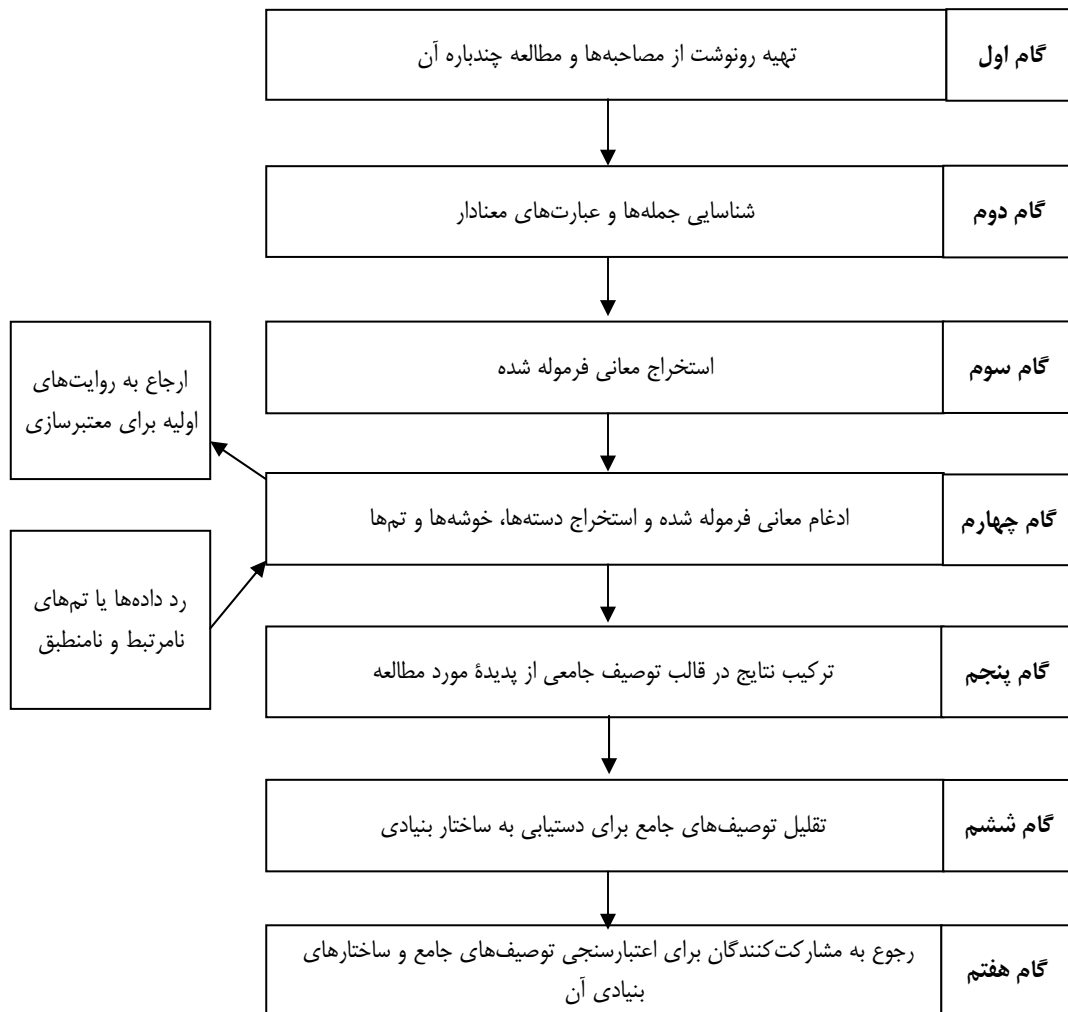 گام اول
تهیه رونوشت از مصاحبه‌ها و مطالعه چندباره آن
گام دوم
شناسایی جمله‌ها و عبارت‌های معنادار
گام سوم
استخراج معانی فرموله شده
ارجاع به روایت‌های
اولیه برای معتبرسازی
گام چهارم
ادغام معانی فرموله شده و استخراج دسته‌ها، خوشه‌ها و تم‌ها
رد داده‌ها یا تم‌های
نامرتبط و نامنطبق
گام پنجم
ترکیب نتایج در قالب توصیف جامعی از پدیدۀ مورد مطالعه
گام ششم
تقلیل توصیف‌های جامع برای دستیابی به ساختار بنیادی
گام هفتم
رجوع به مشارکت‌کنندگان برای اعتبارسنجی توصیف‌های جامع و ساختارهای
بنیادی آن